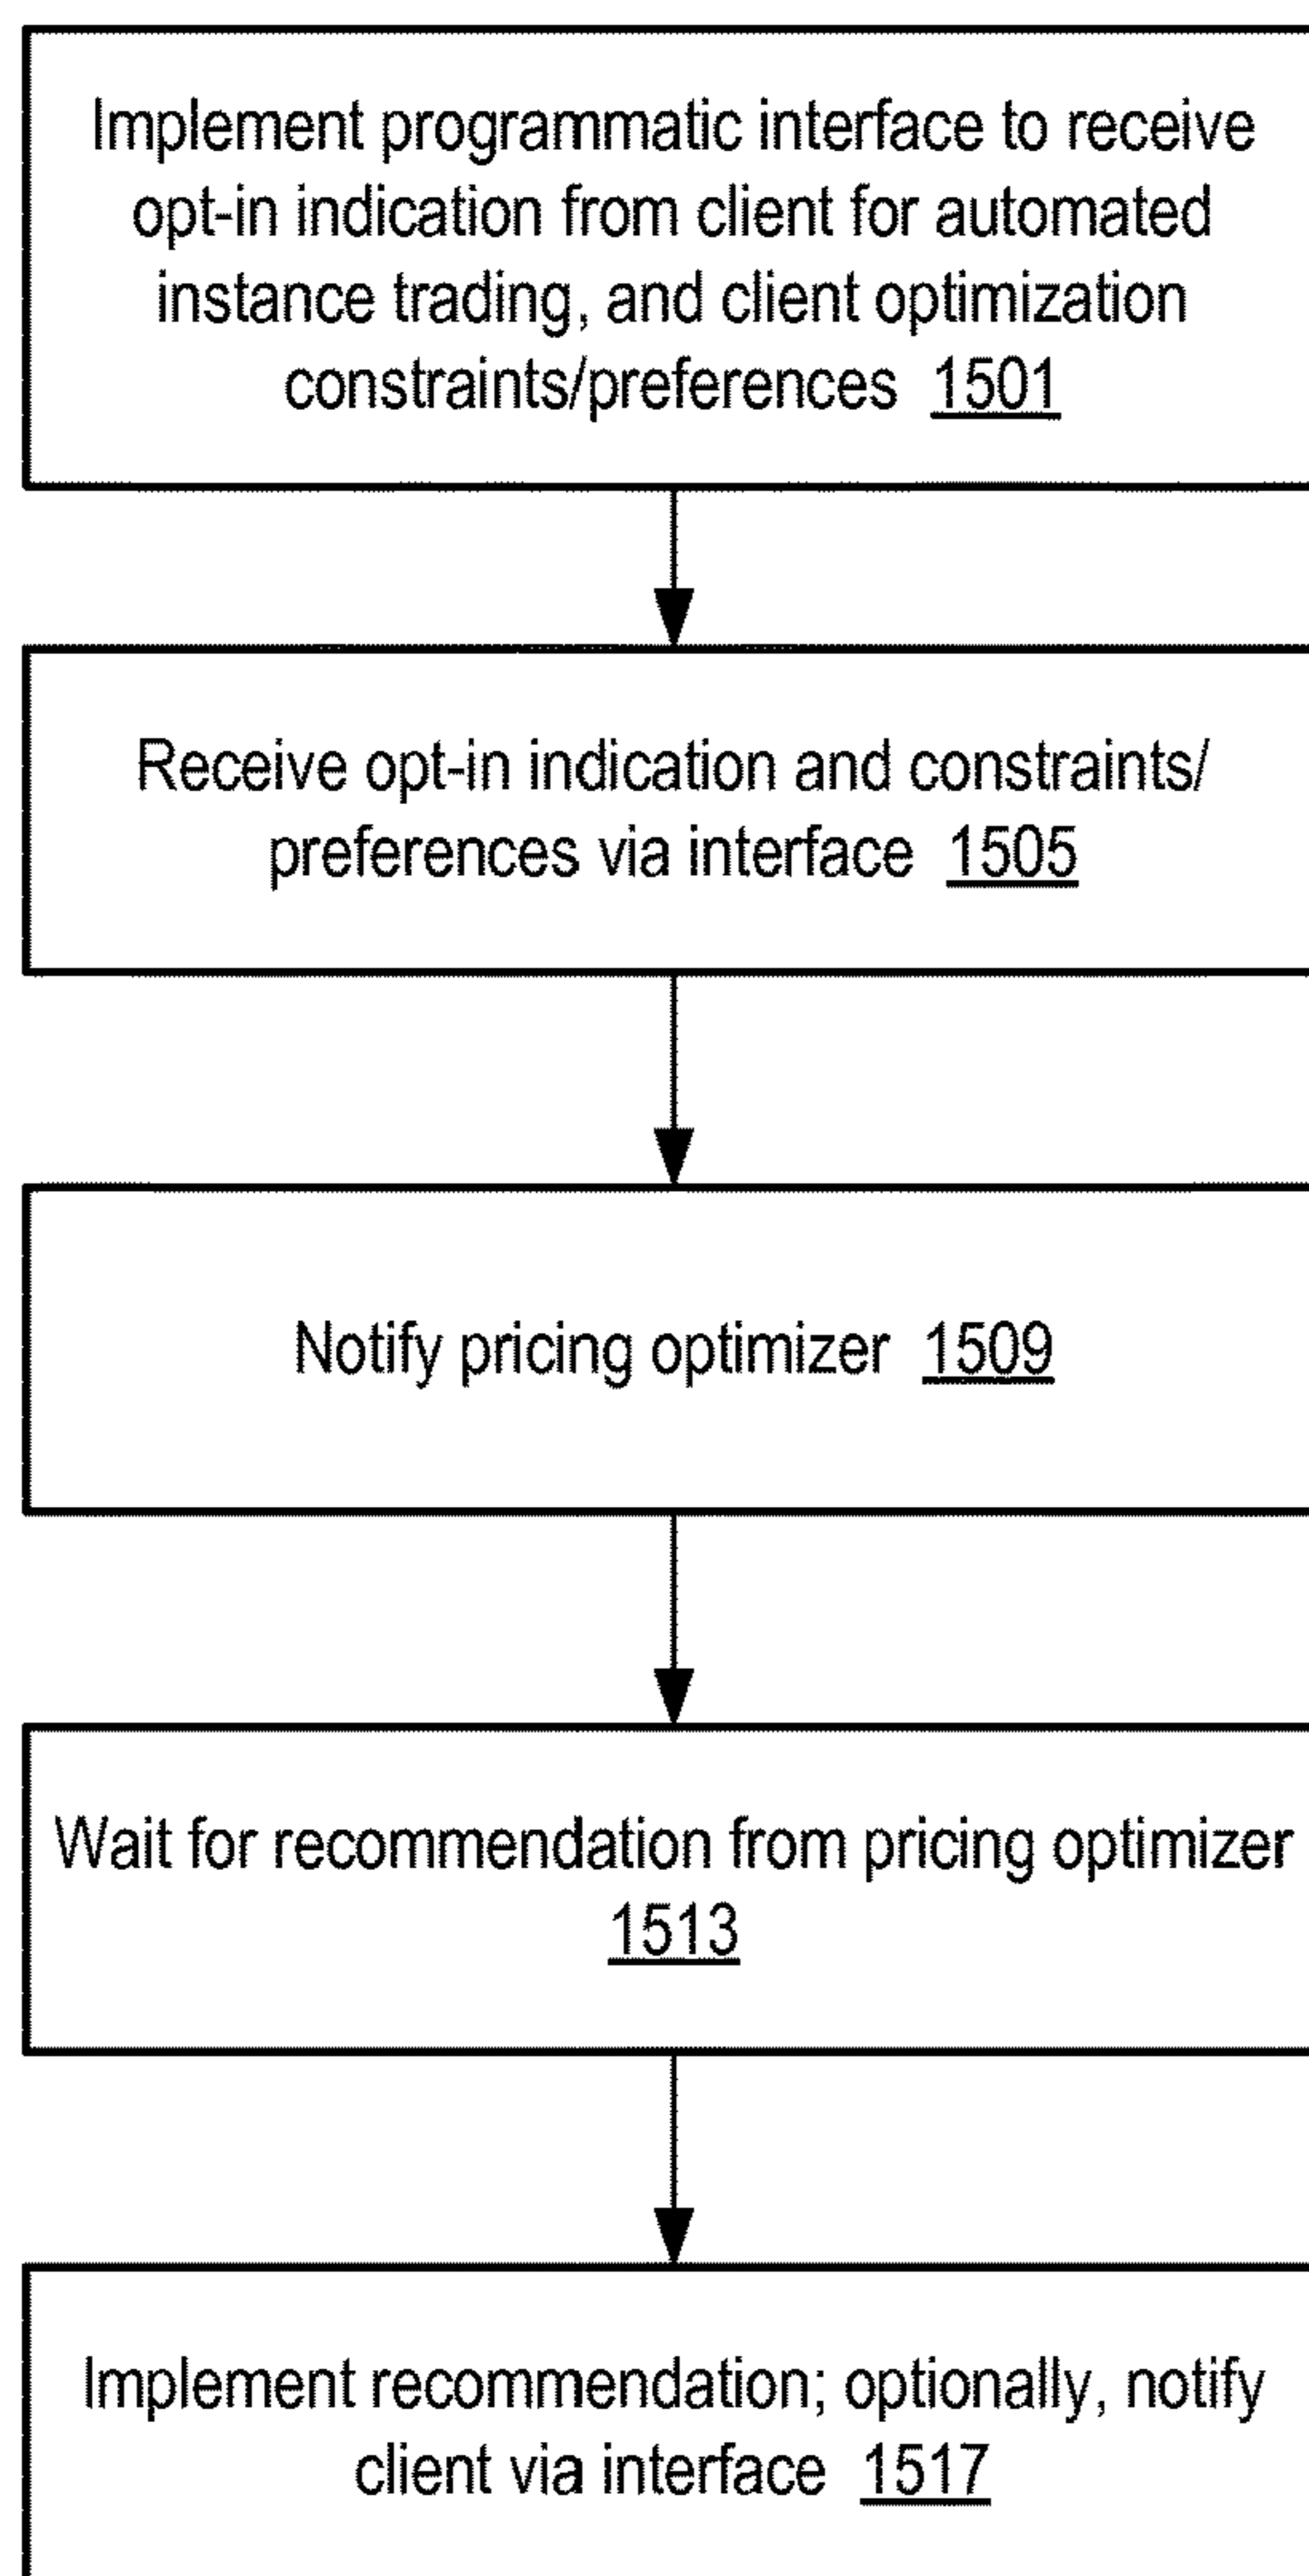 Implement programmatic interface to receive
opt-in indication from client for automated
instance trading, and client optimization
constraints/preferences 1501
Receive opt-in indication and constraints/
preferences via interface 1505
Notify pricing optimizer 1509
Wait for recommendation from pricing optimizer
1513
Implement recommendation; optionally, notify
client via interface 1517